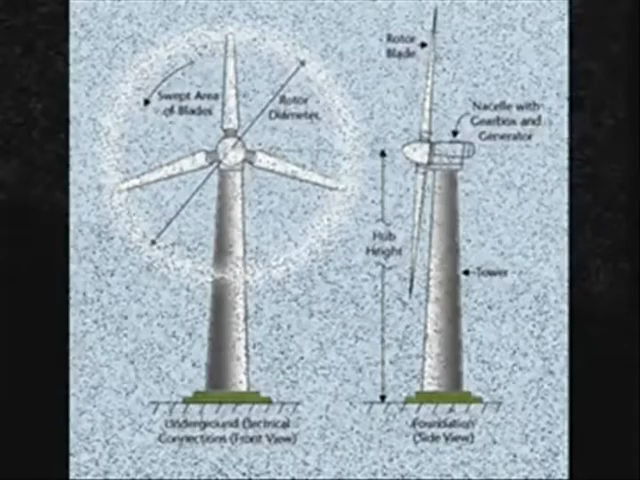 Swept Area
of Blades
Rotor
Diameter
Rotor
Blade
Nacelle with
Gearbox and
Generator
Hub
Height
Tower
Underground Electrical
Connections (Front View)
Foundation
(Side View)